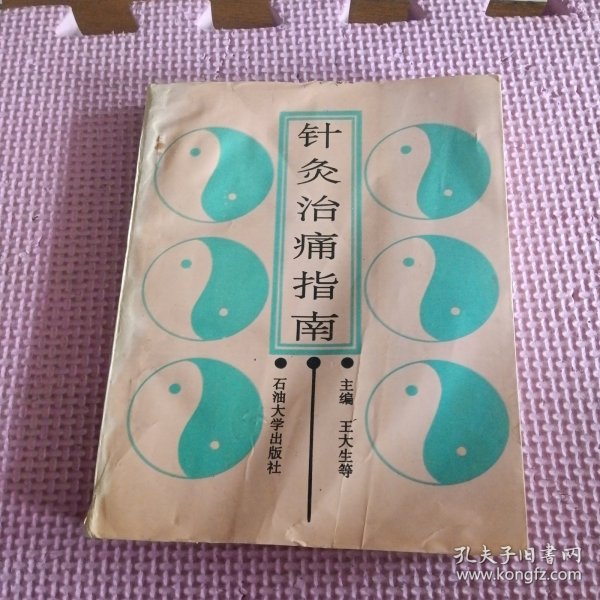 针灸治痛指南
主编 王大生等
石油大学出版社
孔夫子旧书网
www.kongfz.com